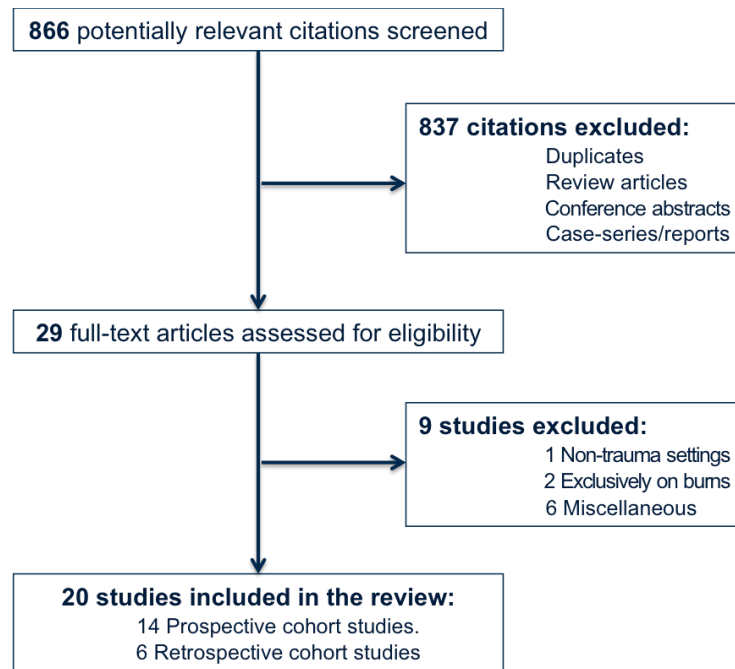 866 potentially relevant citations screened
837 citations excluded:
Duplicates
Review articles
Conference abstracts
Case-series/reports
29 full-text articles assessed for eligibility
9 studies excluded:
1 Non-trauma settings
2 Exclusively on burns
6 Miscellaneous
20 studies included in the review:
14 Prospective cohort studies.
6 Retrospective cohort studies